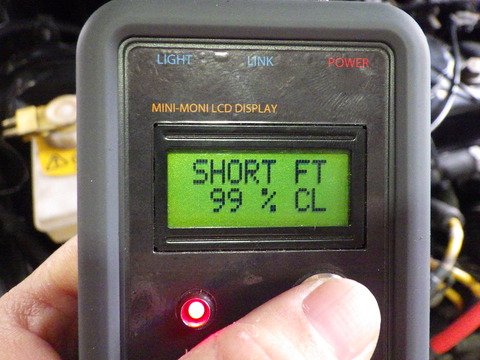 LIGHT LINK POWER
MINI-MONI LCD DISPLAY
SHORT FT
99 % CL